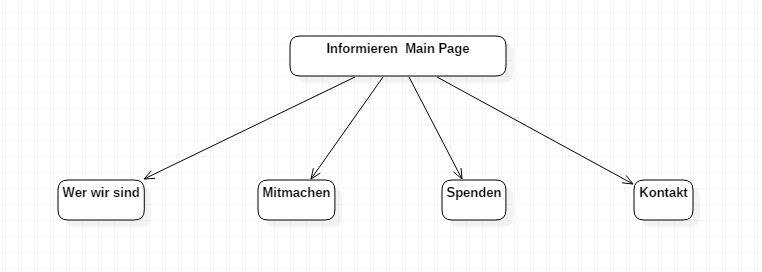 Informieren  Main Page
Wer wir sind
Mitmachen
Spenden
Kontakt